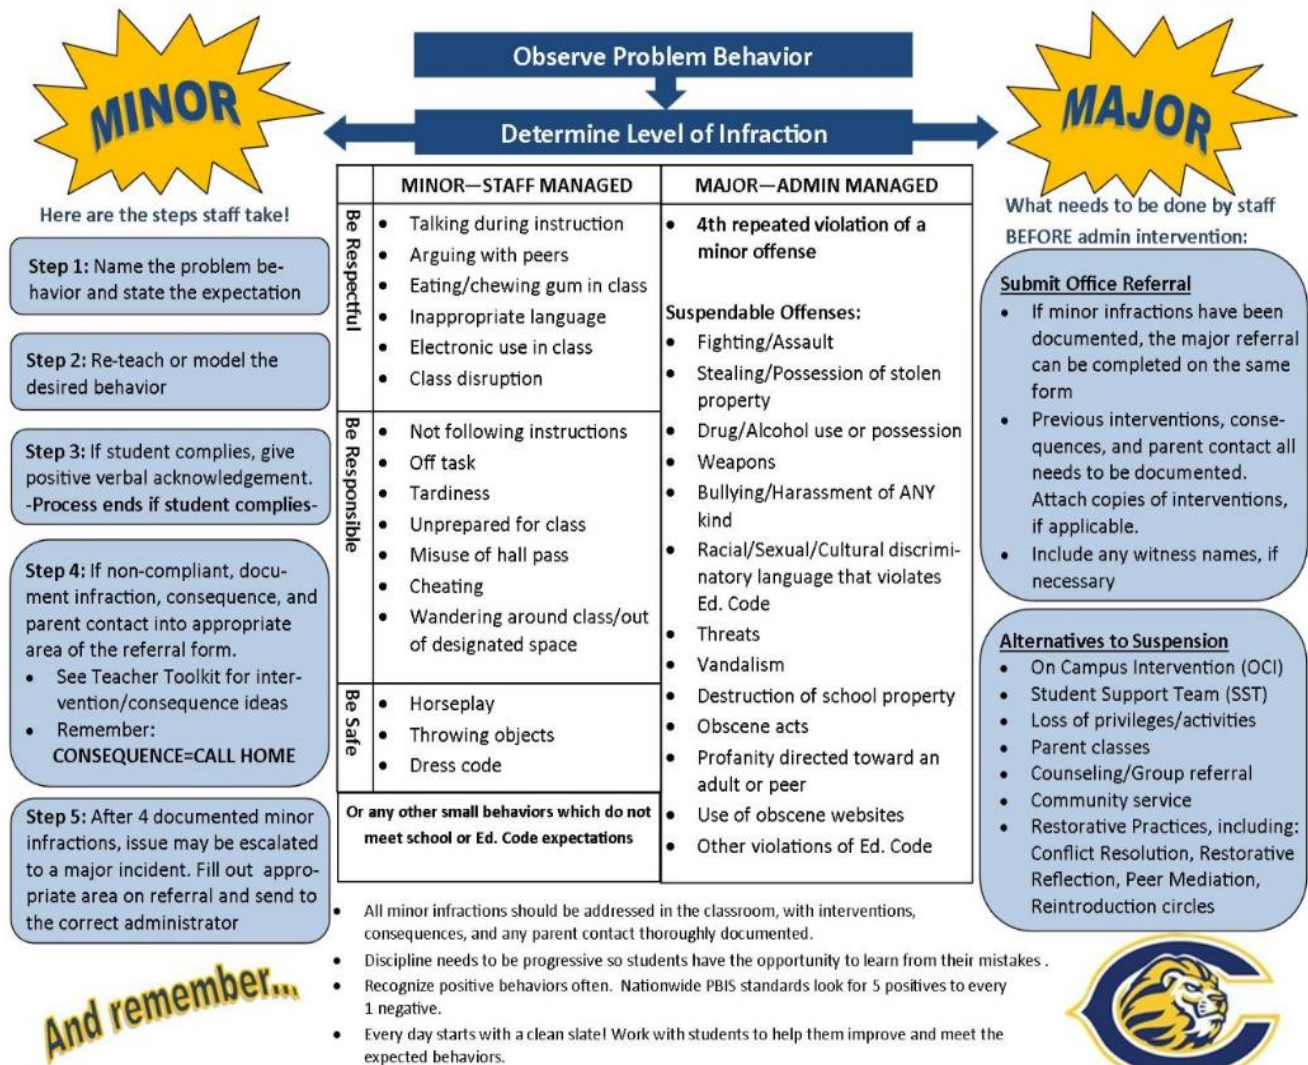 Observe Problem Behavior
Determine Level of Infraction
MINOR
Here are the steps staff take!
Step 1: Name the problem be-
havior and state the expectation
Step 2: Re-teach or model the
desired behavior
Step 3: If student complies, give
positive verbal acknowledgement.
-Process ends if student complies-
Step 4: If non-compliant, docu-
ment infraction, consequence, and
parent contact into appropriate
area of the referral form.
• See Teacher Toolkit for inter-
vention/consequence ideas
• Remember:
CONSEQUENCE=CALL HOME
Step 5: After 4 documented minor
infractions, issue may be escalated
to a major incident. Fill out appro-
priate area on referral and send to
the correct administrator
MINOR—STAFF MANAGED
Be Respectful
• Talking during instruction
• Arguing with peers
• Eating/chewing gum in class
• Inappropriate language
• Electronic use in class
• Class disruption
Be Responsible
• Not following instructions
• Off task
• Tardiness
• Unprepared for class
• Misuse of hall pass
• Cheating
• Wandering around class/out
of designated space
Be Safe
• Horseplay
• Throwing objects
• Dress code
Or any other small behaviors which do not
meet school or Ed. Code expectations
MAJOR—ADMIN MANAGED
• 4th repeated violation of a
minor offense
Suspendable Offenses:
• Fighting/Assault
• Stealing/Possession of stolen
property
• Drug/Alcohol use or possession
• Weapons
• Bullying/Harassment of ANY
kind
• Racial/Sexual/Cultural discrimi-
natory language that violates
Ed. Code
• Threats
• Vandalism
• Destruction of school property
• Obscene acts
• Profanity directed toward an
adult or peer
• Use of obscene websites
• Other violations of Ed. Code
MAJOR
What needs to be done by staff
BEFORE admin intervention:
Submit Office Referral
• If minor infractions have been
documented, the major referral
can be completed on the same
form
• Previous interventions, conse-
quences, and parent contact all
needs to be documented.
Attach copies of interventions,
if applicable.
• Include any witness names, if
necessary
Alternatives to Suspension
• On Campus Intervention (OCI)
• Student Support Team (SST)
• Loss of privileges/activities
• Parent classes
• Counseling/Group referral
• Community service
• Restorative Practices, including:
Conflict Resolution, Restorative
Reflection, Peer Mediation,
Reintroduction circles
And remember...
• All minor infractions should be addressed in the classroom, with interventions,
consequences, and any parent contact thoroughly documented.
• Discipline needs to be progressive so students have the opportunity to learn from their mistakes .
• Recognize positive behaviors often. Nationwide PBIS standards look for 5 positives to every
1 negative.
• Every day starts with a clean slate! Work with students to help them improve and meet the
expected behaviors.
C